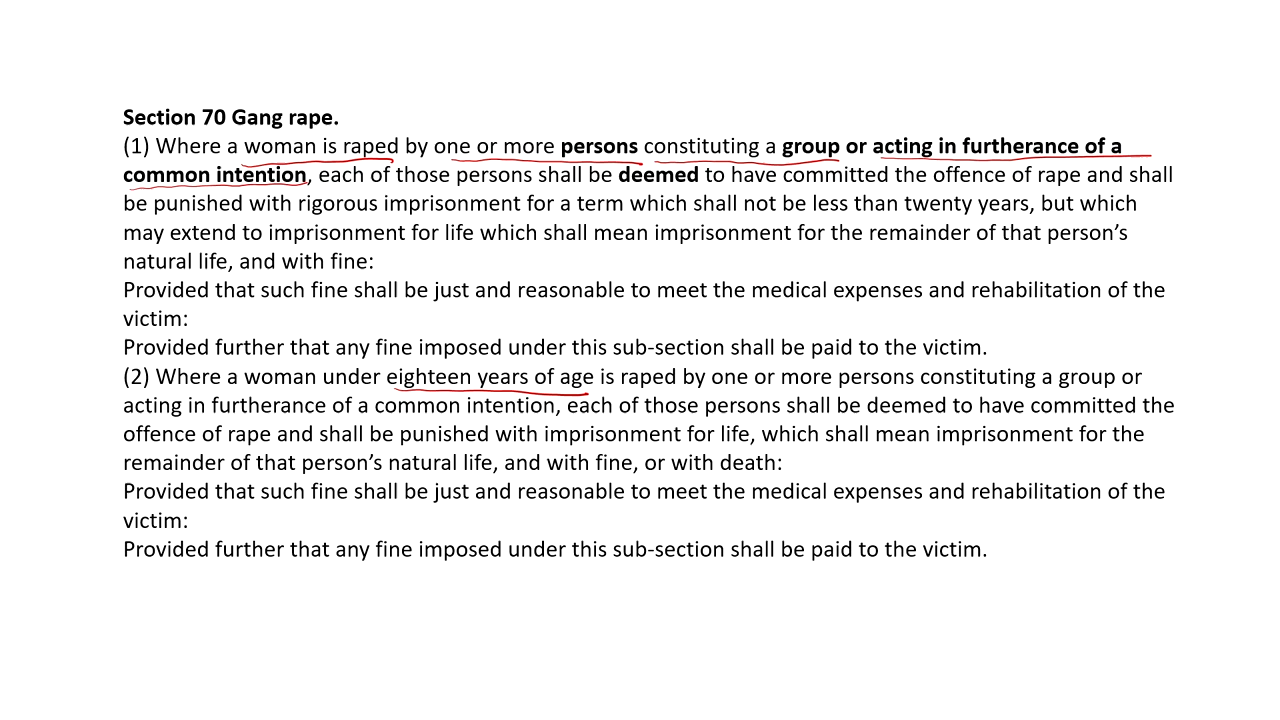 Section 70 Gang rape.
(1) Where a woman is raped by one or more persons constituting a group or acting in furtherance of a
common intention, each of those persons shall be deemed to have committed the offence of rape and shall
be punished with rigorous imprisonment for a term which shall not be less than twenty years, but which
may extend to imprisonment for life which shall mean imprisonment for the remainder of that person’s
natural life, and with fine:
Provided that such fine shall be just and reasonable to meet the medical expenses and rehabilitation of the
victim:
Provided further that any fine imposed under this sub-section shall be paid to the victim.
(2) Where a woman under eighteen years of age is raped by one or more persons constituting a group or
acting in furtherance of a common intention, each of those persons shall be deemed to have committed the
offence of rape and shall be punished with imprisonment for life, which shall mean imprisonment for the
remainder of that person’s natural life, and with fine, or with death:
Provided that such fine shall be just and reasonable to meet the medical expenses and rehabilitation of the
victim:
Provided further that any fine imposed under this sub-section shall be paid to the victim.